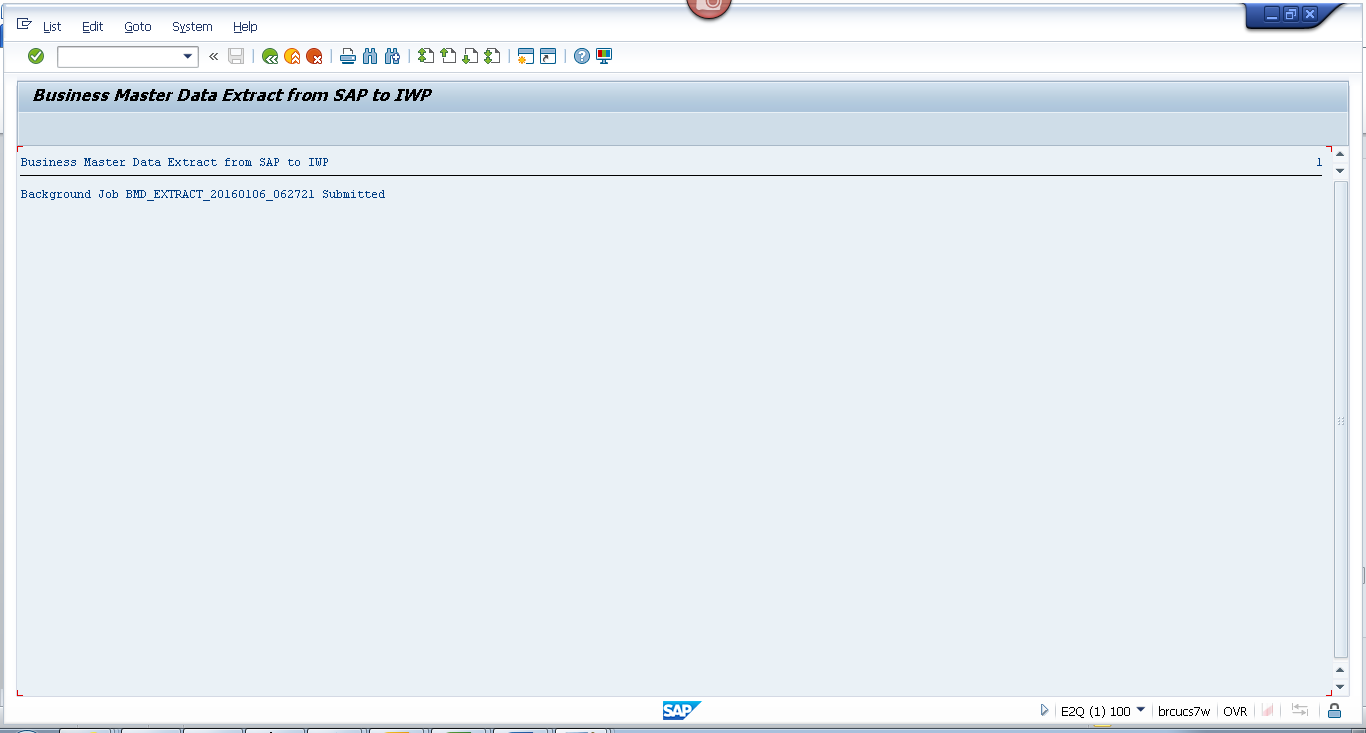 List Edit Goto System Help
Business Master Data Extract from SAP to IWP
Business Master Data Extract from SAP to IWP 1
Background Job BMD_EXTRACT_20160106_062721 Submitted
SAP E2Q (1) 100 brcucs7w OVR